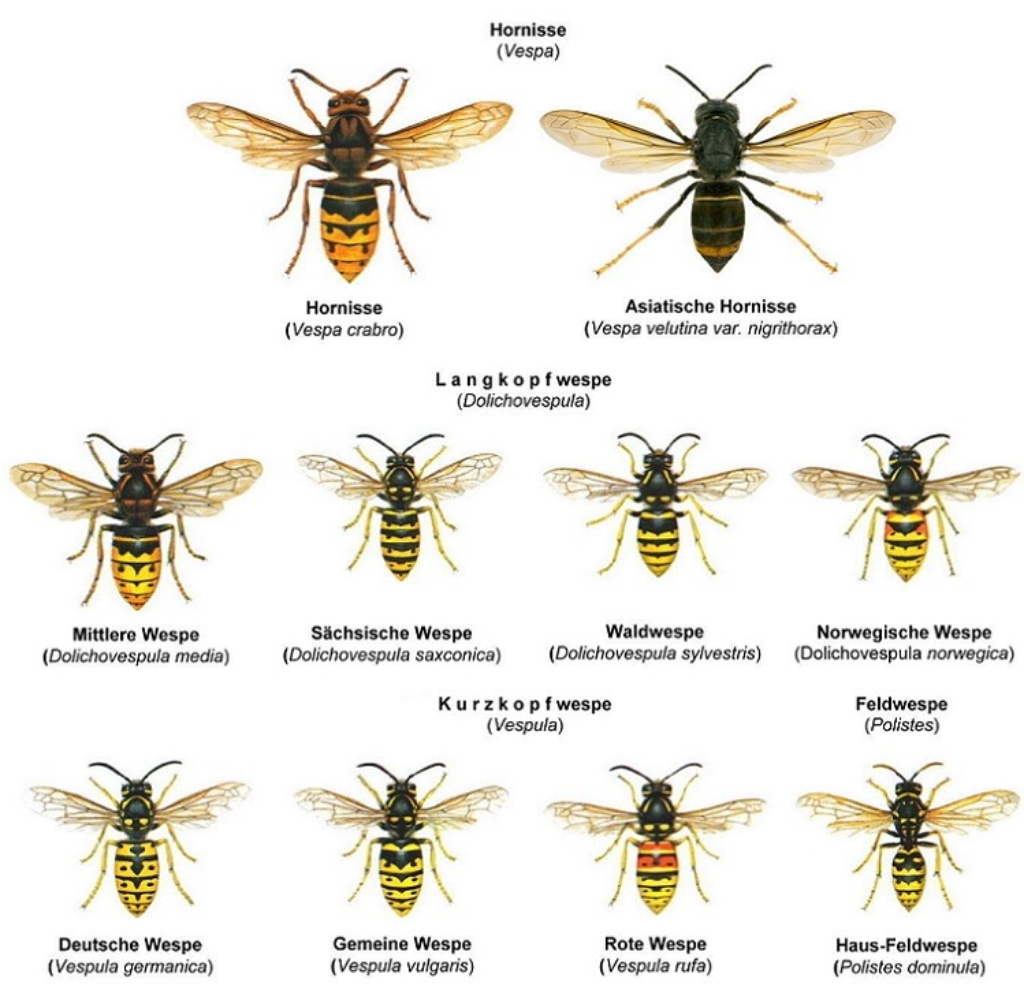 Hornisse
(Vespa)
Hornisse
(Vespa crabro)
Asiatische Hornisse
(Vespa velutina var. nigrithorax)
L a n g k o p f wespe
(Dolichovespula)
Mittlere Wespe
(Dolichovespula media)
Sächsische Wespe
(Dolichovespula saxconica)
Waldwespe
(Dolichovespula sylvestris)
Norwegische Wespe
(Dolichovespula norwegica)
K u r z k o p f wespe
(Vespula)
Feldwespe
(Polistes)
Deutsche Wespe
(Vespula germanica)
Gemeine Wespe
(Vespula vulgaris)
Rote Wespe
(Vespula rufa)
Haus-Feldwespe
(Polistes dominula)